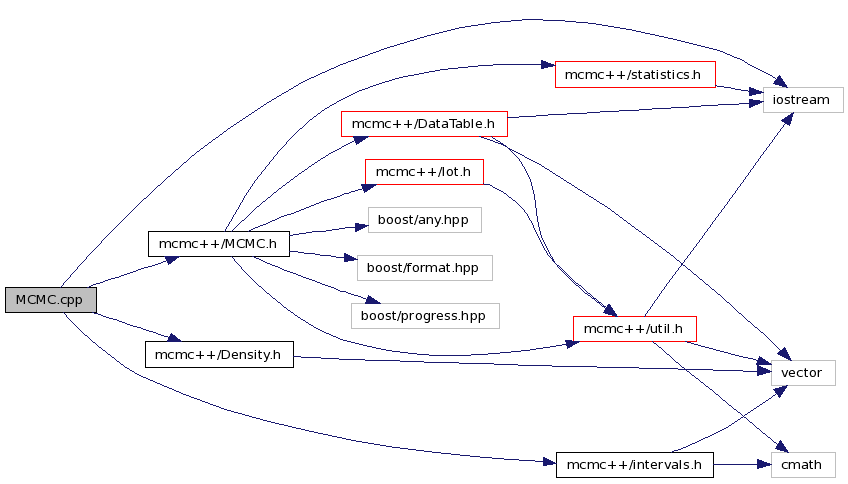 mcmc++/statistics.h
iostream
mcmc++/DataTable.h
mcmc++/lot.h
boost/any.hpp
mcmc++/MCMC.h
boost/format.hpp
MCMC.cpp
boost/progress.hpp
mcmc++/util.h
mcmc++/Density.h
vector
mcmc++/intervals.h
cmath